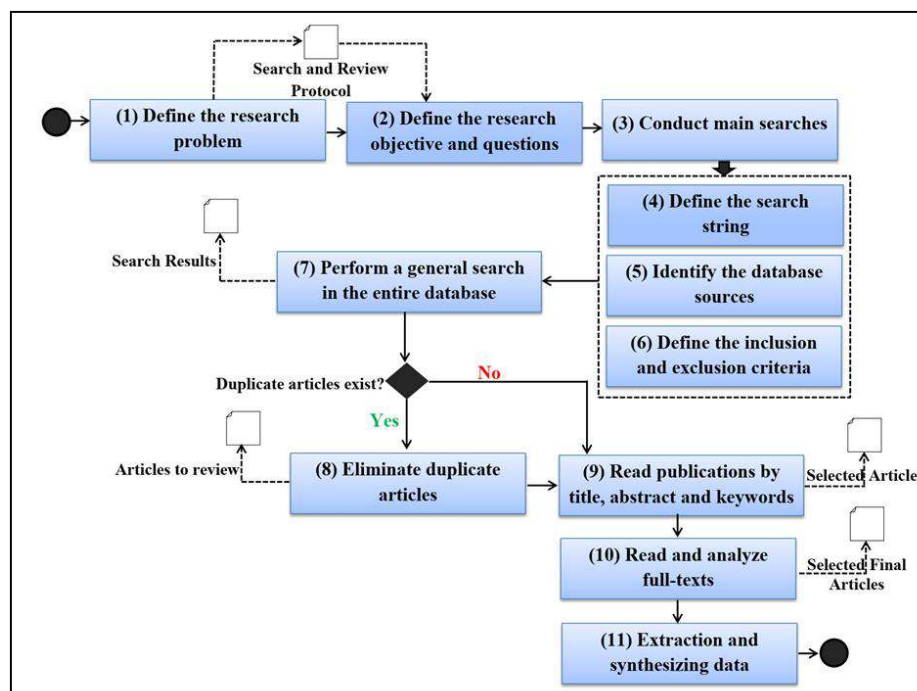 Search and Review
Protocol
(1) Define the research
problem
(2) Define the research
objective and questions
(3) Conduct main searches
(4) Define the search
string
(5) Identify the database
sources
(6) Define the inclusion
and exclusion criteria
Search Results
(7) Perform a general search
in the entire database
Duplicate articles exist?
No
Yes
Articles to review
(8) Eliminate duplicate
articles
(9) Read publications by
title, abstract and keywords
Selected Article
(10) Read and analyze
full-texts
Selected Final
Articles
(11) Extraction and
synthesizing data